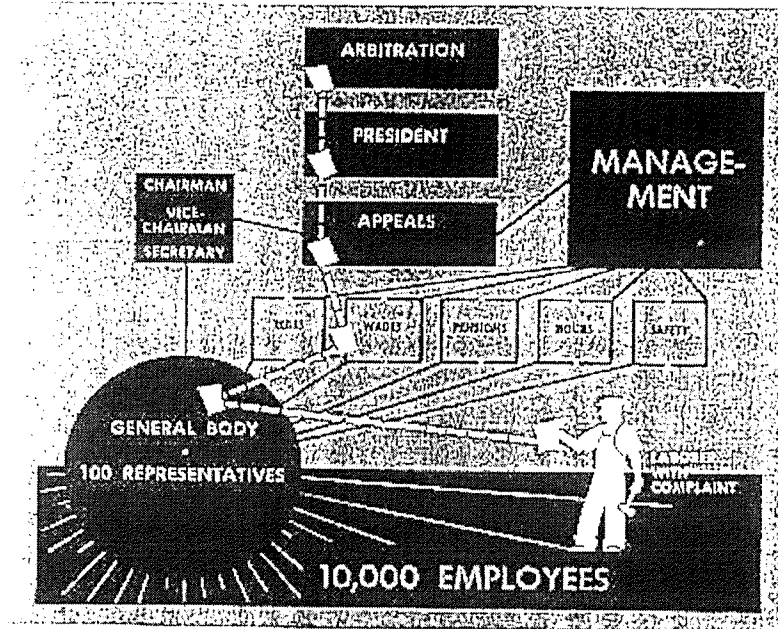 ARBITRATION
PRESIDENT
APPEALS
MANAGE-
MENT
CHAIRMAN
VICE-
CHAIRMAN
SECRETARY
WAGES
PENSIONS
HOURS
SAFETY
GENERAL BODY
100 REPRESENTATIVES
LABORER
WITH
COMPLAINT
10,000 EMPLOYEES